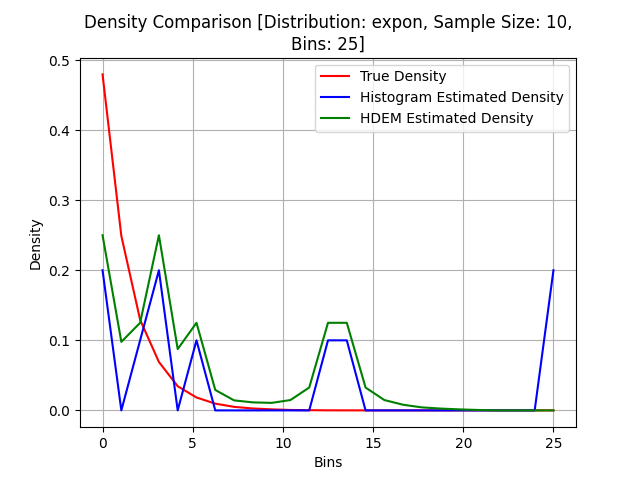 Density Comparison [Distribution: expon, Sample Size: 10,
Bins: 25]
0.5
0.4
0.3
0.2
0.1
0.0
Density
True Density
Histogram Estimated Density
HDEM Estimated Density
0 5 10 15 20 25
Bins